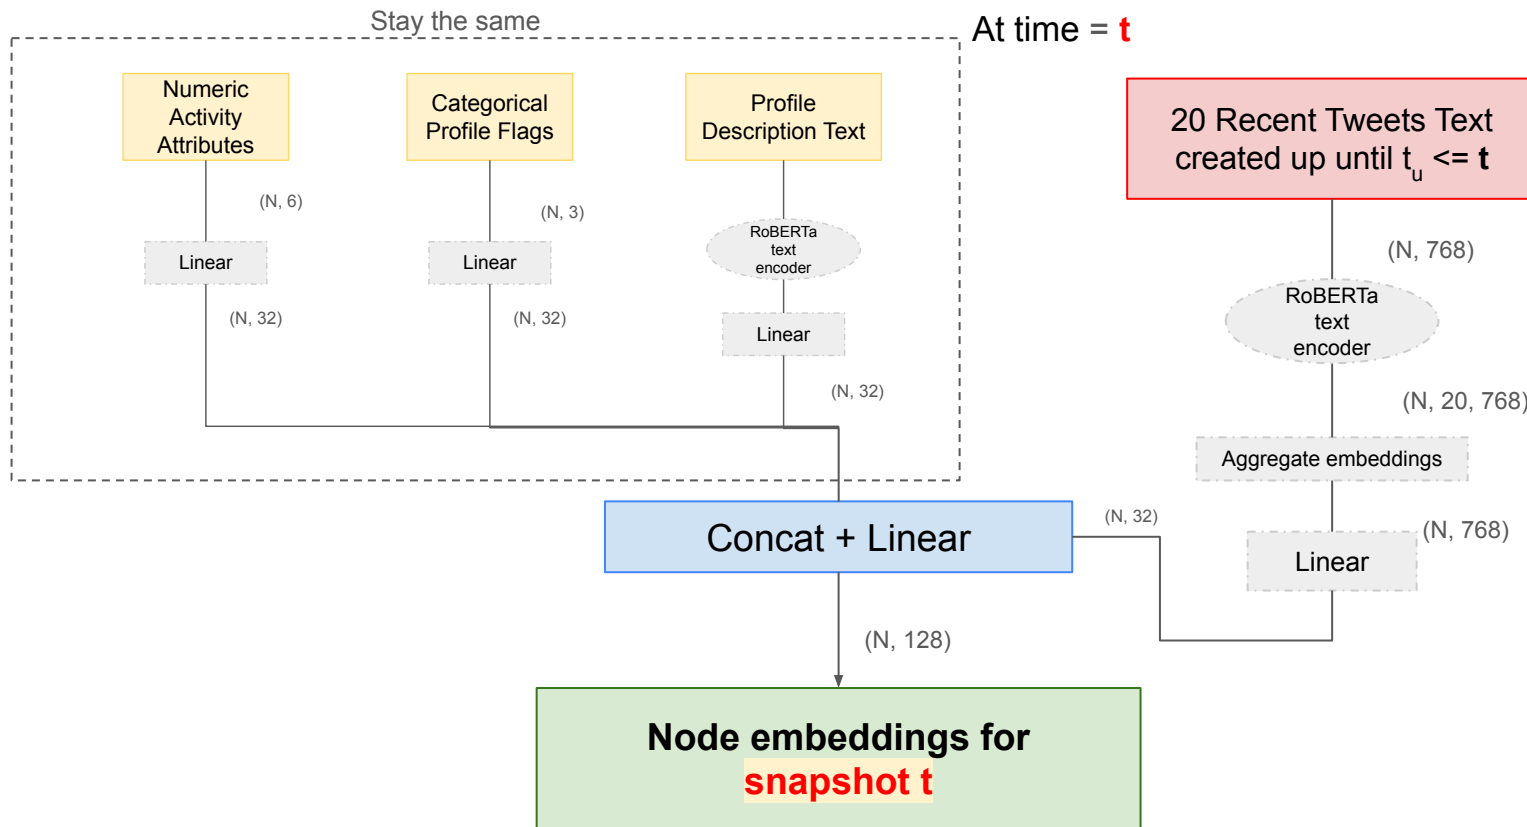 Stay the same
At time = t
Numeric
Activity
Attributes
Categorical
Profile Flags
Profile
Description Text
20 Recent Tweets Text
created up until t_u <= t
(N, 6)
(N, 3)
RoBERTa
text
encoder
(N, 768)
Linear
Linear
RoBERTa
text
encoder
(N, 32)
(N, 32)
Linear
(N, 32)
(N, 20, 768)
Aggregate embeddings
Concat + Linear
(N, 32)
(N, 768)
Linear
(N, 128)
Node embeddings for
snapshot t